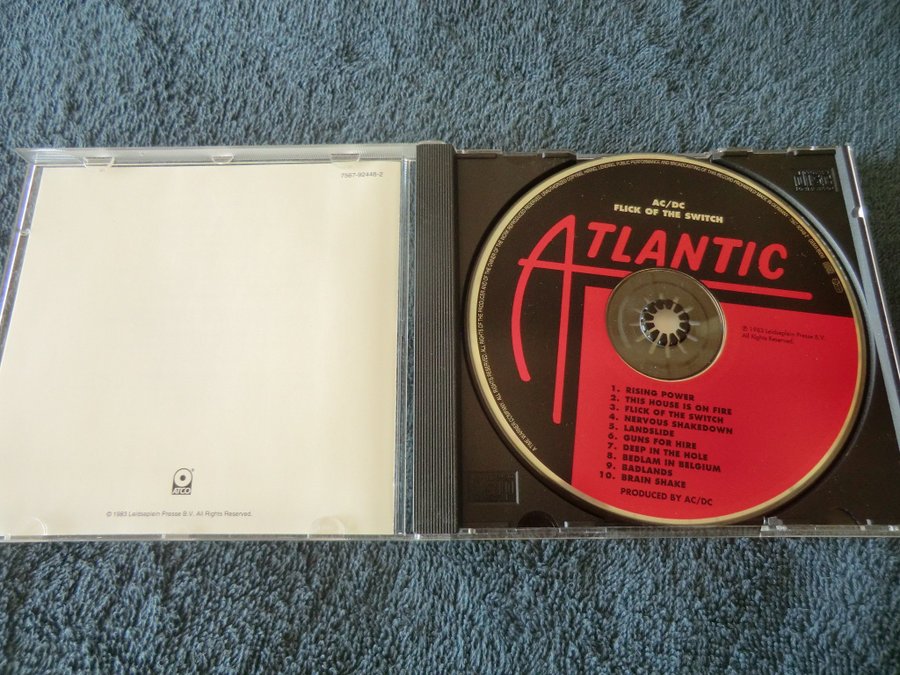 7567-92448-2
ATCO
© 1983 Leidseplein Presse B.V. All Rights Reserved.
AC/DC
FLICK OF THE SWITCH
ATLANTIC
℗ 1983 Leidseplein Presse B.V.
All Rights Reserved.
1. RISING POWER
2. THIS HOUSE IS ON FIRE
3. FLICK OF THE SWITCH
4. NERVOUS SHAKEDOWN
5. LANDSLIDE
6. GUNS FOR HIRE
7. DEEP IN THE HOLE
8. BEDLAM IN BELGIUM
9. BADLANDS
10. BRAIN SHAKE
PRODUCED BY AC/DC